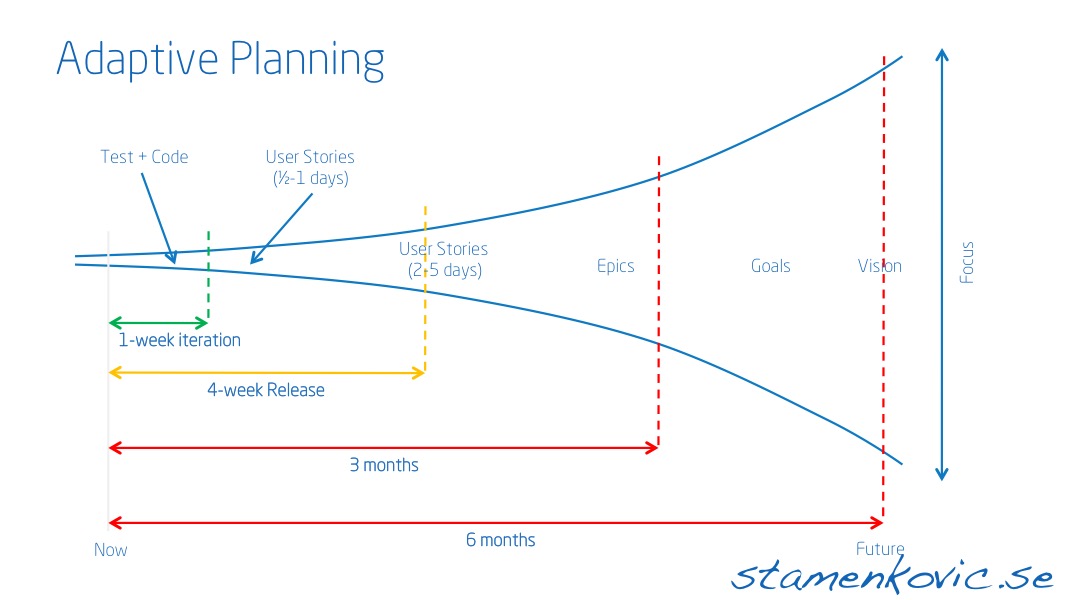 Adaptive Planning
Test + Code
User Stories
(½-1 days)
User Stories
(2-5 days)
Epics
Goals
Vision
Focus
1-week iteration
4-week Release
3 months
6 months
Now
Future
stamenkovic.se